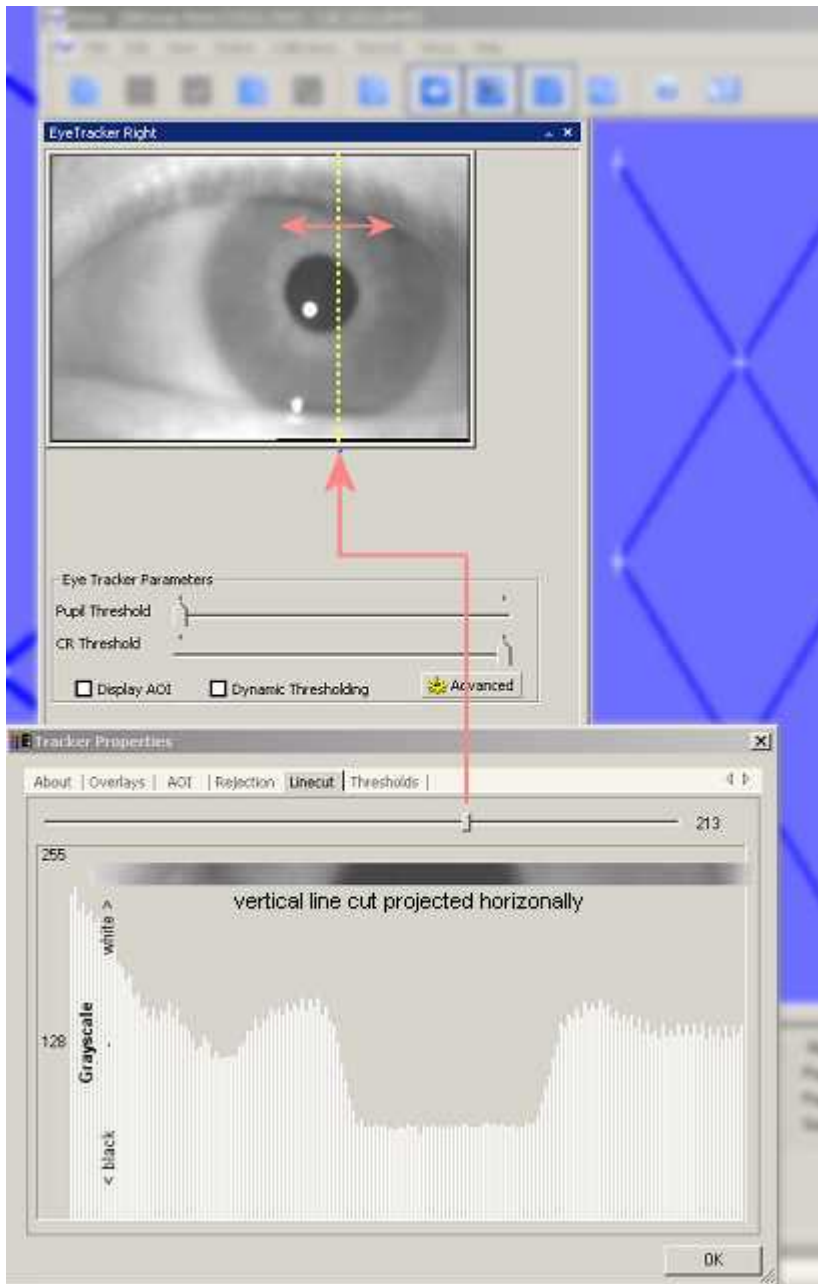 EyeTracker Right
Eye Tracker Parameters
Pupil Threshold
CR Threshold
Display AOI
Dynamic Thresholding
Advanced
Tracker Properties
About | Overlays | AOI | Rejection | Linecut | Thresholds |
213
255
vertical line cut projected horizonally
white >
128
Grayscale
< black
OK